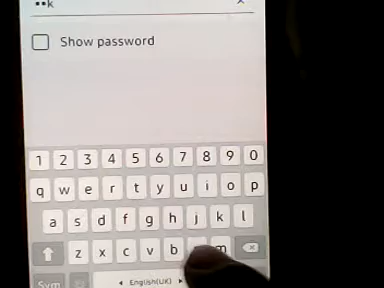 ••k ×
Show password
1 2 3 4 5 6 7 8 9 0
q w e r t y u i o p
a s d f g h j k l
z x c v b m
Sym English(UK)